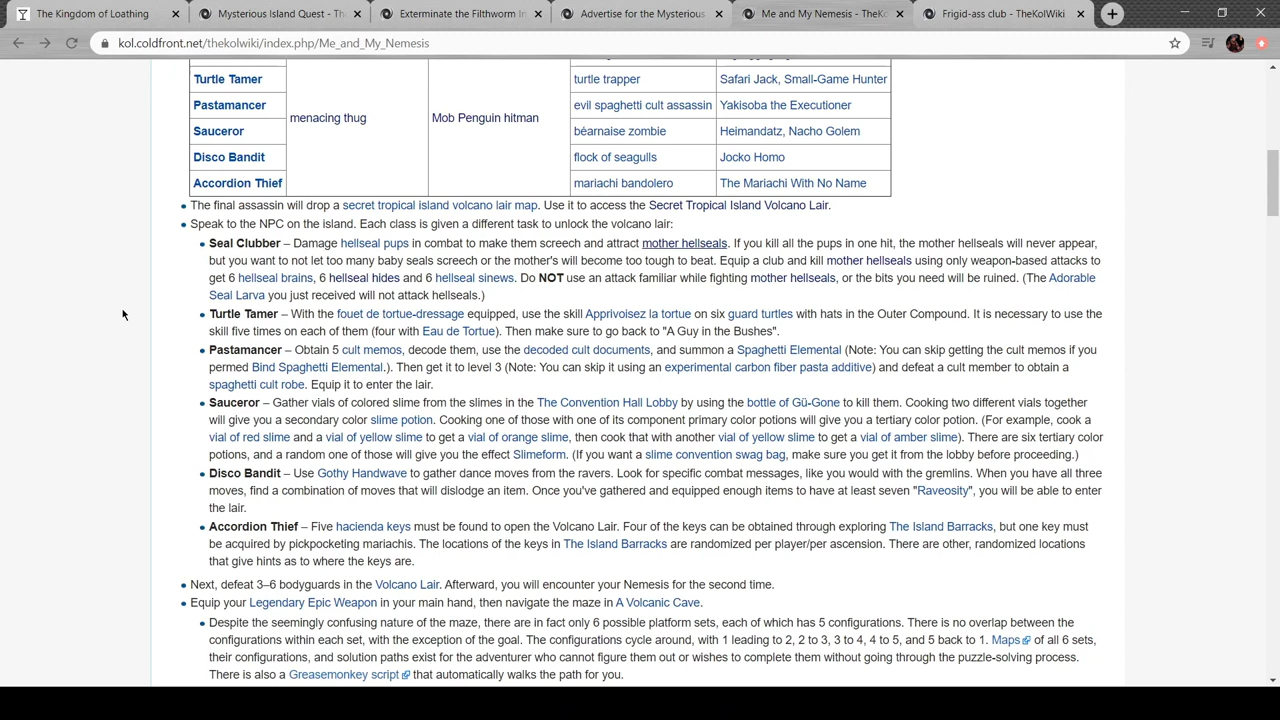 The Kingdom of Loathing
Mysterious Island Quest - Th
Exterminate the Filthworm In
Advertise for the Mysterious
Me and My Nemesis - TheKo
Frigid-ass club - TheKolWiki
kol.coldfront.net/thekolwiki/index.php/Me_and_My_Nemesis
Turtle Tamer turtle trapper Safari Jack, Small-Game Hunter
Pastamancer evil spaghetti cult assassin Yakisoba the Executioner
menacing thug Mob Penguin hitman
Sauceror béarnaise zombie Heimandatz, Nacho Golem
Disco Bandit flock of seagulls Jocko Homo
Accordion Thief mariachi bandolero The Mariachi With No Name
The final assassin will drop a secret tropical island volcano lair map. Use it to access the Secret Tropical Island Volcano Lair.
Speak to the NPC on the island. Each class is given a different task to unlock the volcano lair:
Seal Clubber – Damage hellseal pups in combat to make them screech and attract mother hellseals. If you kill all the pups in one hit, the mother hellseals will never appear,
but you want to not let too many baby seals screech or the mother's will become too tough to beat. Equip a club and kill mother hellseals using only weapon-based attacks to
get 6 hellseal brains, 6 hellseal hides and 6 hellseal sinews. Do NOT use an attack familiar while fighting mother hellseals, or the bits you need will be ruined. (The Adorable
Seal Larva you just received will not attack hellseals.)
Turtle Tamer – With the fouet de tortue-dressage equipped, use the skill Apprivoisez la tortue on six guard turtles with hats in the Outer Compound. It is necessary to use the
skill five times on each of them (four with Eau de Tortue). Then make sure to go back to "A Guy in the Bushes".
Pastamancer – Obtain 5 cult memos, decode them, use the decoded cult documents, and summon a Spaghetti Elemental (Note: You can skip getting the cult memos if you
permed Bind Spaghetti Elemental.). Then get it to level 3 (Note: You can skip it using an experimental carbon fiber pasta additive) and defeat a cult member to obtain a
spaghetti cult robe. Equip it to enter the lair.
Sauceror – Gather vials of colored slime from the slimes in the The Convention Hall Lobby by using the bottle of Gü-Gone to kill them. Cooking two different vials together
will give you a secondary color slime potion. Cooking one of those with one of its component primary color potions will give you a tertiary color potion. (For example, cook a
vial of red slime and a vial of yellow slime to get a vial of orange slime, then cook that with another vial of yellow slime to get a vial of amber slime). There are six tertiary color
potions, and a random one of those will give you the effect Slimeform. (If you want a slime convention swag bag, make sure you get it from the lobby before proceeding.)
Disco Bandit – Use Gothy Handwave to gather dance moves from the ravers. Look for specific combat messages, like you would with the gremlins. When you have all three
moves, find a combination of moves that will dislodge an item. Once you've gathered and equipped enough items to have at least seven "Raveosity", you will be able to enter
the lair.
Accordion Thief – Five hacienda keys must be found to open the Volcano Lair. Four of the keys can be obtained through exploring The Island Barracks, but one key must
be acquired by pickpocketing mariachis. The locations of the keys in The Island Barracks are randomized per player/per ascension. There are other, randomized locations
that give hints as to where the keys are.
Next, defeat 3–6 bodyguards in the Volcano Lair. Afterward, you will encounter your Nemesis for the second time.
Equip your Legendary Epic Weapon in your main hand, then navigate the maze in A Volcanic Cave.
Despite the seemingly confusing nature of the maze, there are in fact only 6 possible platform sets, each of which has 5 configurations. There is no overlap between the
configurations within each set, with the exception of the goal. The configurations cycle around, with 1 leading to 2, 2 to 3, 3 to 4, 4 to 5, and 5 back to 1. Maps of all 6 sets,
their configurations, and solution paths exist for the adventurer who cannot figure them out or wishes to complete them without going through the puzzle-solving process.
There is also a Greasemonkey script that automatically walks the path for you.